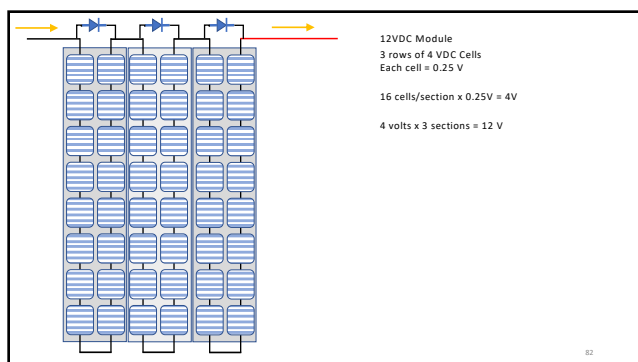 12VDC Module
3 rows of 4 VDC Cells
Each cell = 0.25 V
16 cells/section x 0.25V = 4V
4 volts x 3 sections = 12 V
82